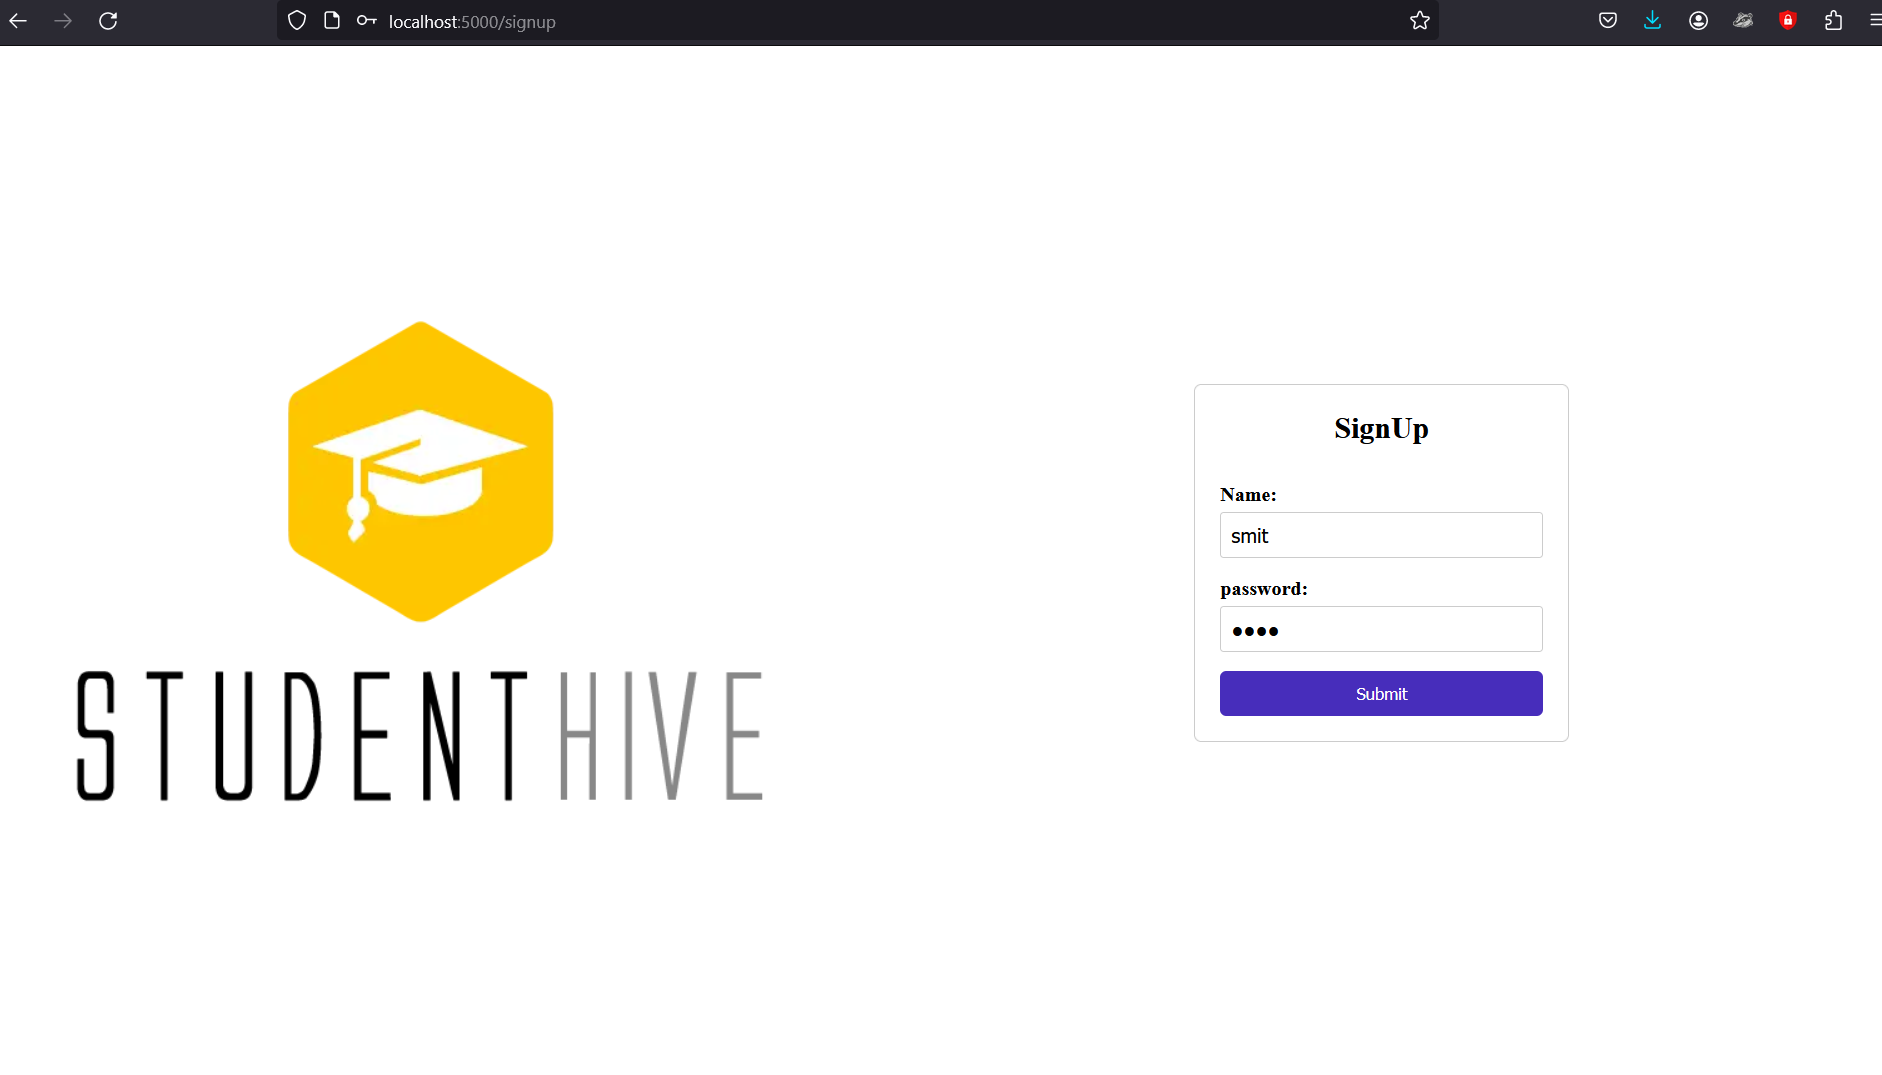 localhost:5000/signup
STUDENTHIVE
SignUp
Name:
smit
password:
••••
Submit